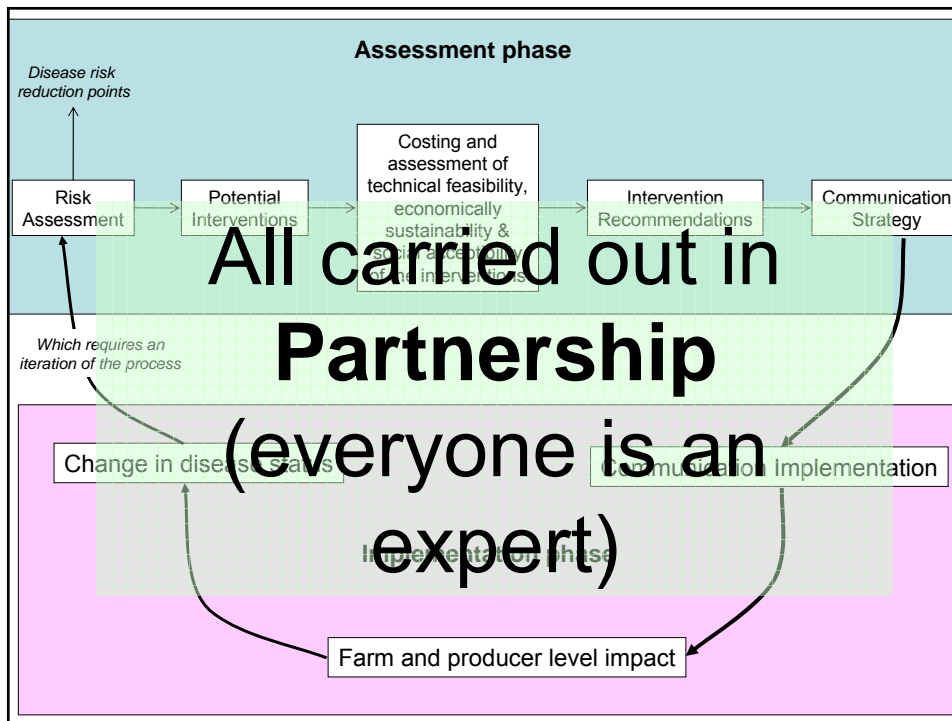 Assessment phase
Disease risk
reduction points
Risk
Assessment
Potential
Interventions
Costing and
assessment of
technical feasibility,
economically
sustainability &
social acceptibility
of the interventions
Intervention
Recommendations
Communication
Strategy
All carried out in
Partnership
(everyone is an
expert)
Which requires an
iteration of the process
Change in disease status
Communication Implementation
Implementation phase
Farm and producer level impact